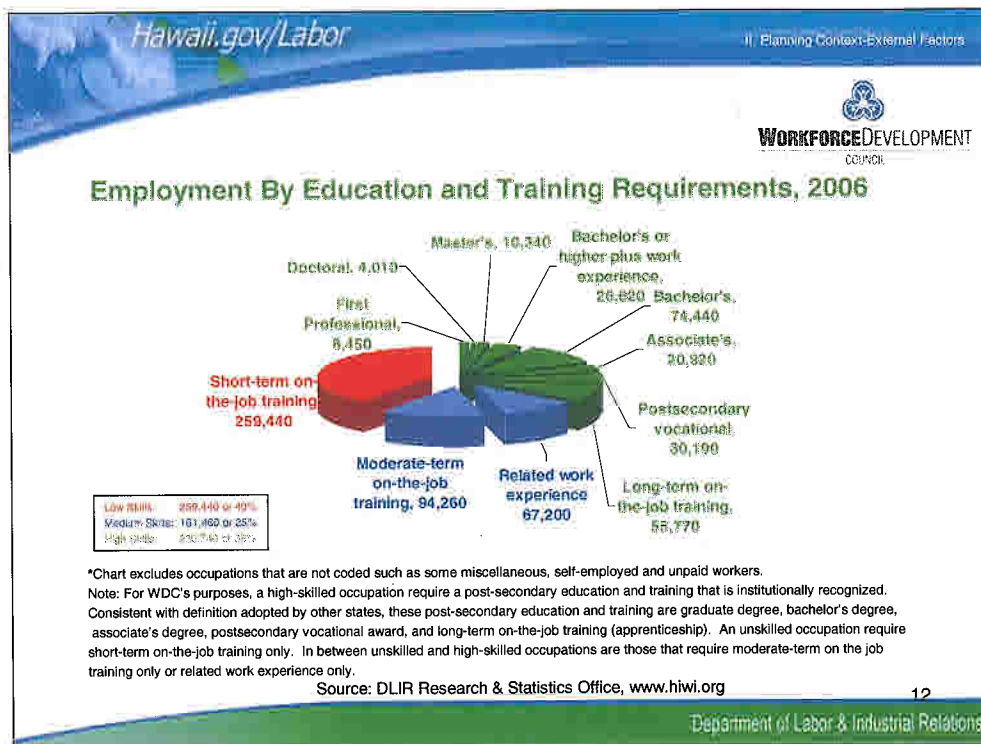 Hawaii.gov/Labor
II. Planning Context-External Factors
WORKFORCEDEVELOPMENT
COUNCIL
Employment By Education and Training Requirements, 2006
Master's, 10,340
Bachelor's or
higher plus work
experience,
Doctoral, 4,010
Bachelor's,
74,440
First
Professional,
Associate's,
Short-term on-
the-job training
259,440
Postsecondary
vocational
30,190
Moderate-term
on-the-job
training, 94,260
Related work
experience
67,200
Long-term on-
the-job training,
Low Skills: 259,440 or 40%
Medium Skills: 161,460 or 25%
High Skills:
*Chart excludes occupations that are not coded such as some miscellaneous, self-employed and unpaid workers.
Note: For WDC's purposes, a high-skilled occupation require a post-secondary education and training that is institutionally recognized.
Consistent with definition adopted by other states, these post-secondary education and training are graduate degree, bachelor's degree,
associate's degree, postsecondary vocational award, and long-term on-the-job training (apprenticeship). An unskilled occupation require
short-term on-the-job training only. In between unskilled and high-skilled occupations are those that require moderate-term on the job
training only or related work experience only.
Source: DLIR Research & Statistics Office, www.hiwi.org
12
Department of Labor & Industrial Relations